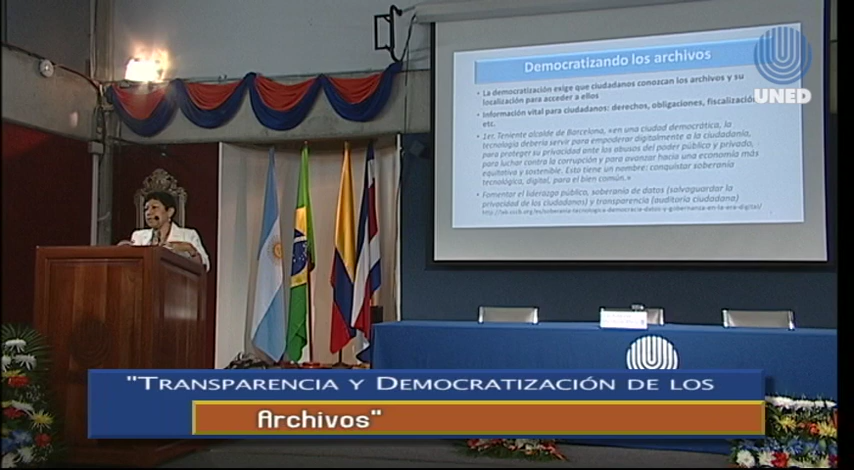 Democratizando los archivos
UNED
• La democratización exige que ciudadanos conozcan los archivos y su
localización para acceder a ellos
• Información vital para ciudadanos: derechos, obligaciones, fiscalización
etc.
• 1er. Teniente alcalde de Barcelona, «en una ciudad democrática, la
tecnología debería servir para empoderar digitalmente a la ciudadanía,
para proteger su privacidad ante los abusos del poder público y privado,
para luchar contra la corrupción y para avanzar hacia una economía más
equitativa y sostenible. Esto tiene un nombre: conquistar soberanía
tecnológica, digital, para el bien común.»
• Fomentar el liderazgo público, soberanía de datos (salvaguardar la
privacidad de los ciudadanos) y transparencia (auditoría ciudadana)
"Transparencia y Democratización de los
Archivos"